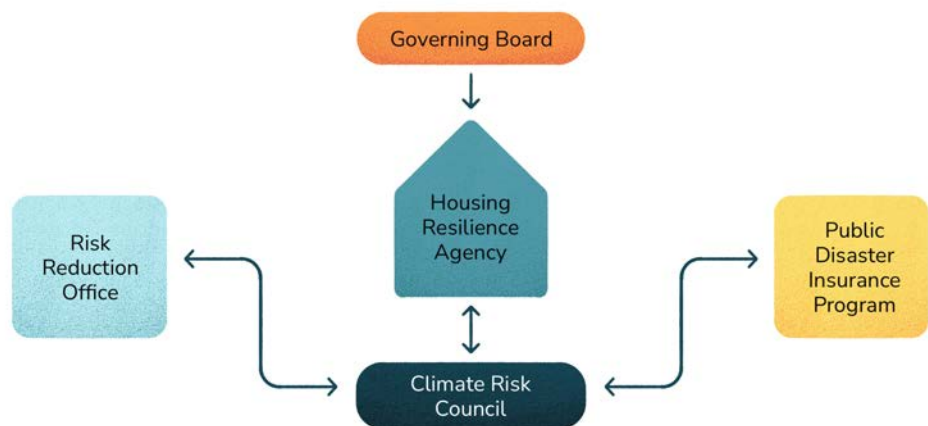 Governing Board
Housing
Resilience
Agency
Risk
Reduction
Office
Public
Disaster
Insurance
Program
Climate Risk
Council